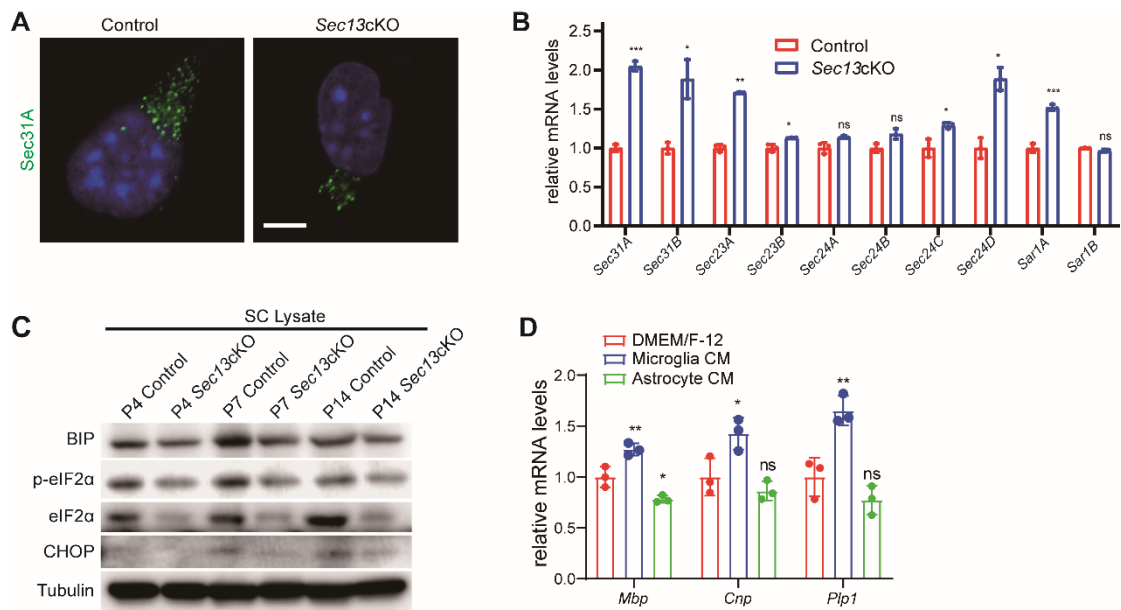 A
Control
Sec13cKO
Sec31A
B
relative mRNA levels
2.5
2.0
1.5
1.0
0.5
0.0
Control
Sec13cKO
***
*
**
*
ns
ns
*
*
***
ns
Sec31A
Sec31B
Sec23A
Sec23B
Sec24A
Sec24B
Sec24C
Sec24D
Sar1A
Sar1B
C
SC Lysate
P4 Control
P4 Sec13cKO
P7 Control
P7 Sec13cKO
P14 Control
P14 Sec13cKO
BIP
p-eIF2α
eIF2α
CHOP
Tubulin
D
DMEM/F-12
Microglia CM
Astrocyte CM
relative mRNA levels
2.0
1.5
1.0
0.5
0.0
**
*
*
ns
**
ns
Mbp
Cnp
Plp1